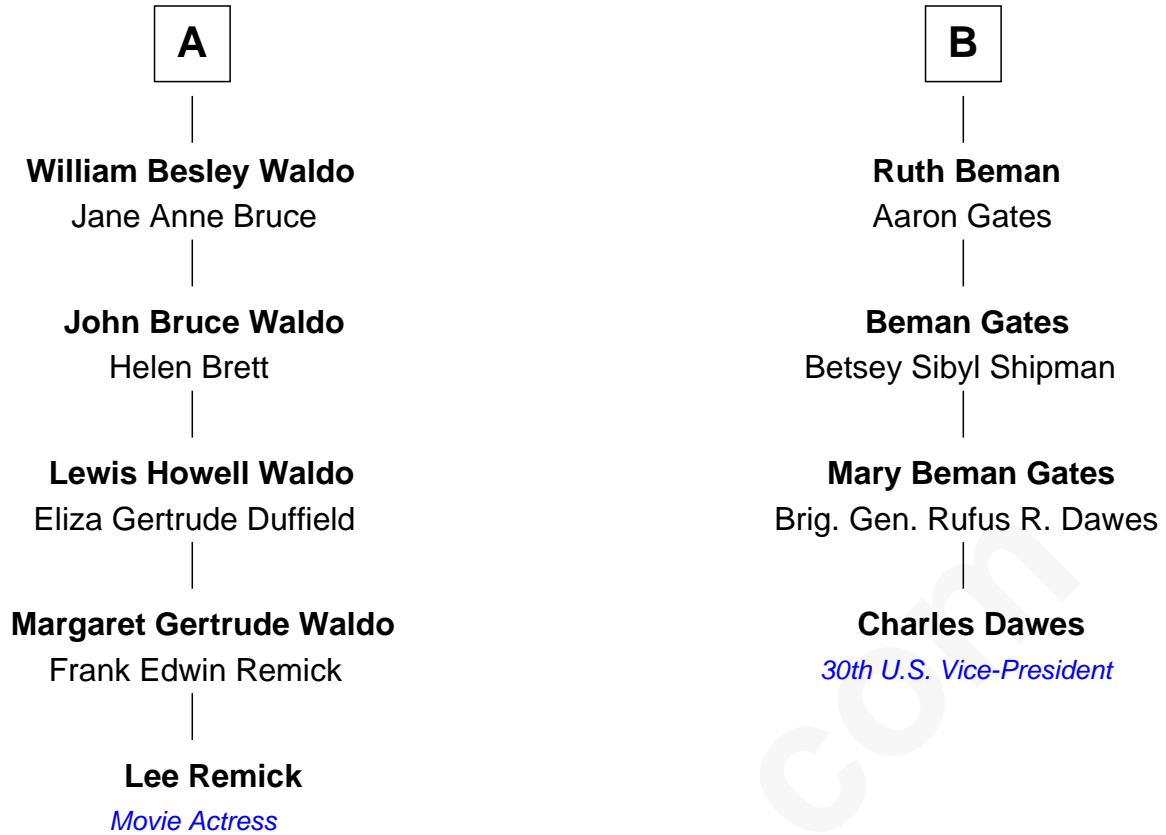 A
William Besley Waldo
Jane Anne Bruce
John Bruce Waldo
Helen Brett
Lewis Howell Waldo
Eliza Gertrude Duffield
Margaret Gertrude Waldo
Frank Edwin Remick
Lee Remick
Movie Actress
B
Ruth Beman
Aaron Gates
Beman Gates
Betsey Sibyl Shipman
Mary Beman Gates
Brig. Gen. Rufus R. Dawes
Charles Dawes
30th U.S. Vice-President
com